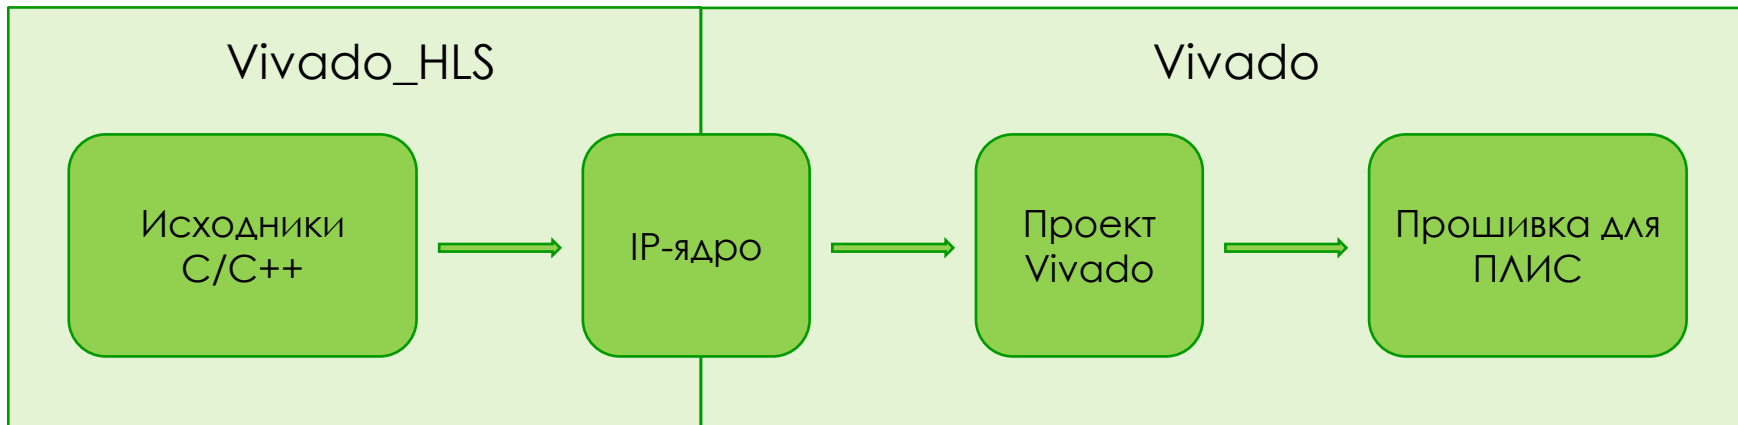 Vivado_HLS
Vivado
Исходники
C/C++
IP-ядро
Проект
Vivado
Прошивка для
ПЛИС